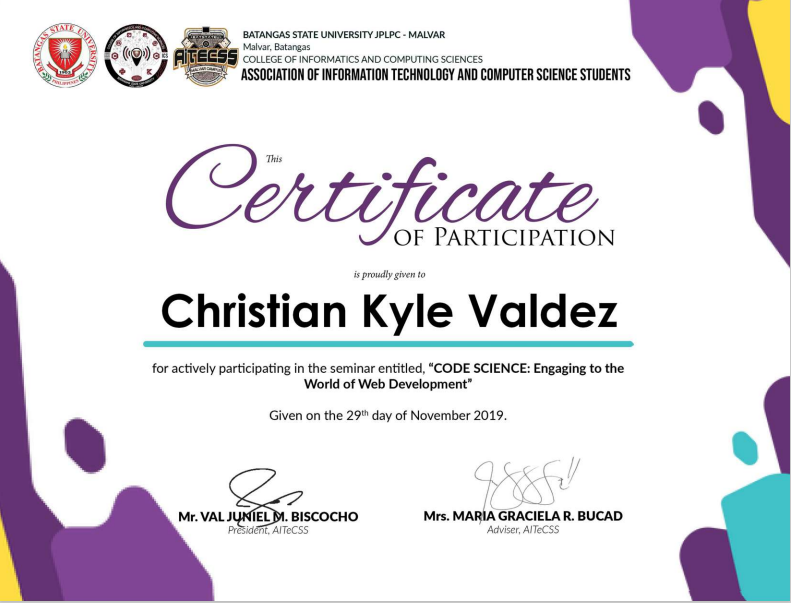 BATANGAS STATE UNIVERSITY JPLPC - MALVAR
Malvar, Batangas
COLLEGE OF INFORMATICS AND COMPUTING SCIENCES
ASSOCIATION OF INFORMATION TECHNOLOGY AND COMPUTER SCIENCE STUDENTS
BATANGAS STATE UNIVERSITY
1903
PHILIPPINES
AITECSS
This
Certificate
OF PARTICIPATION
is proudly given to
Christian Kyle Valdez
for actively participating in the seminar entitled, “CODE SCIENCE: Engaging to the
World of Web Development”
Given on the 29th day of November 2019.
Mr. VAL JUNIEL M. BISCOCHO
President, AITeCSS
Mrs. MARIA GRACIELA R. BUCAD
Adviser, AITeCSS